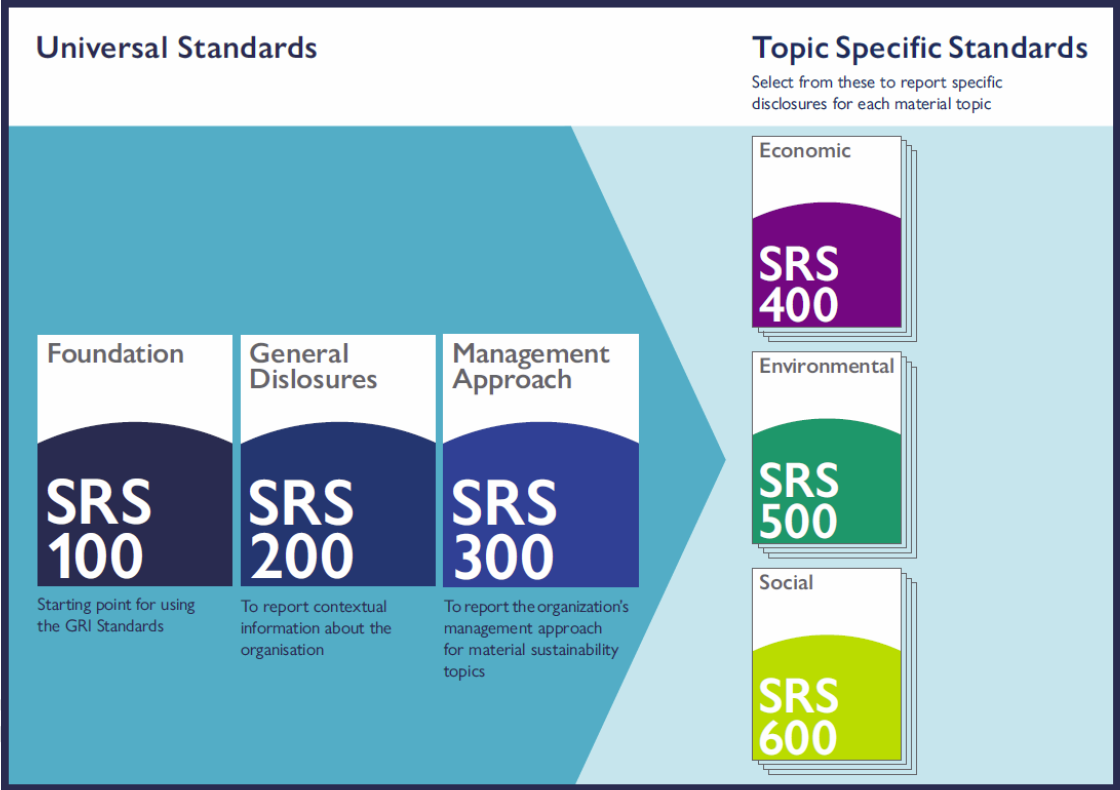 Universal Standards
Topic Specific Standards
Select from these to report specific
disclosures for each material topic
Foundation
SRS
100
Starting point for using
the GRI Standards
General
Dislosures
SRS
200
To report contextual
information about the
organisation
Management
Approach
SRS
300
To report the organization's
management approach
for material sustainability
topics
Economic
SRS
400
Environmental
SRS
500
Social
SRS
600